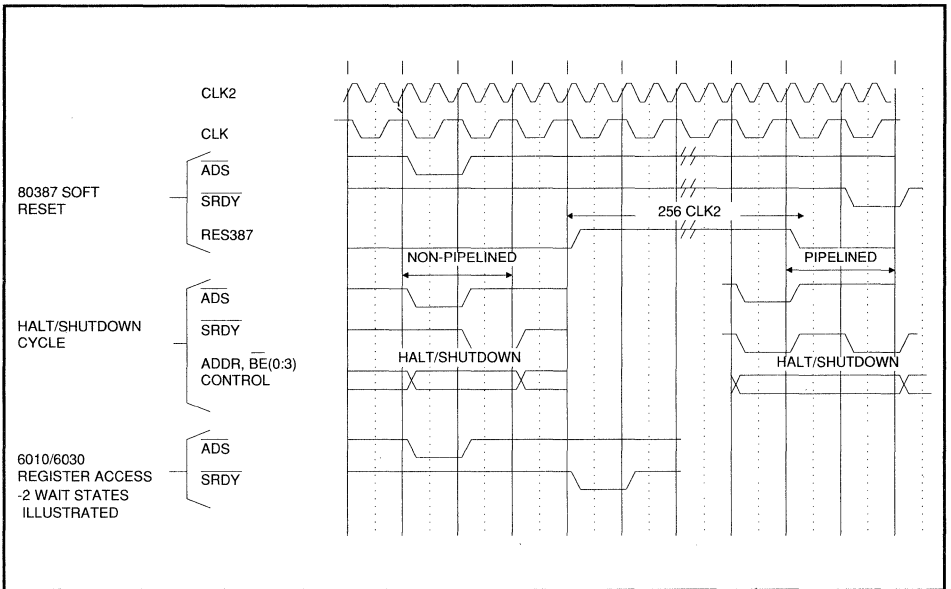 CLK2
CLK
80387 SOFT
RESET
ADS
SRDY
RES387
256 CLK2
NON-PIPELINED
PIPELINED
HALT/SHUTDOWN
CYCLE
ADS
SRDY
ADDR, BE(0:3)
CONTROL
HALT/SHUTDOWN
HALT/SHUTDOWN
6010/6030
REGISTER ACCESS
-2 WAIT STATES
ILLUSTRATED
ADS
SRDY